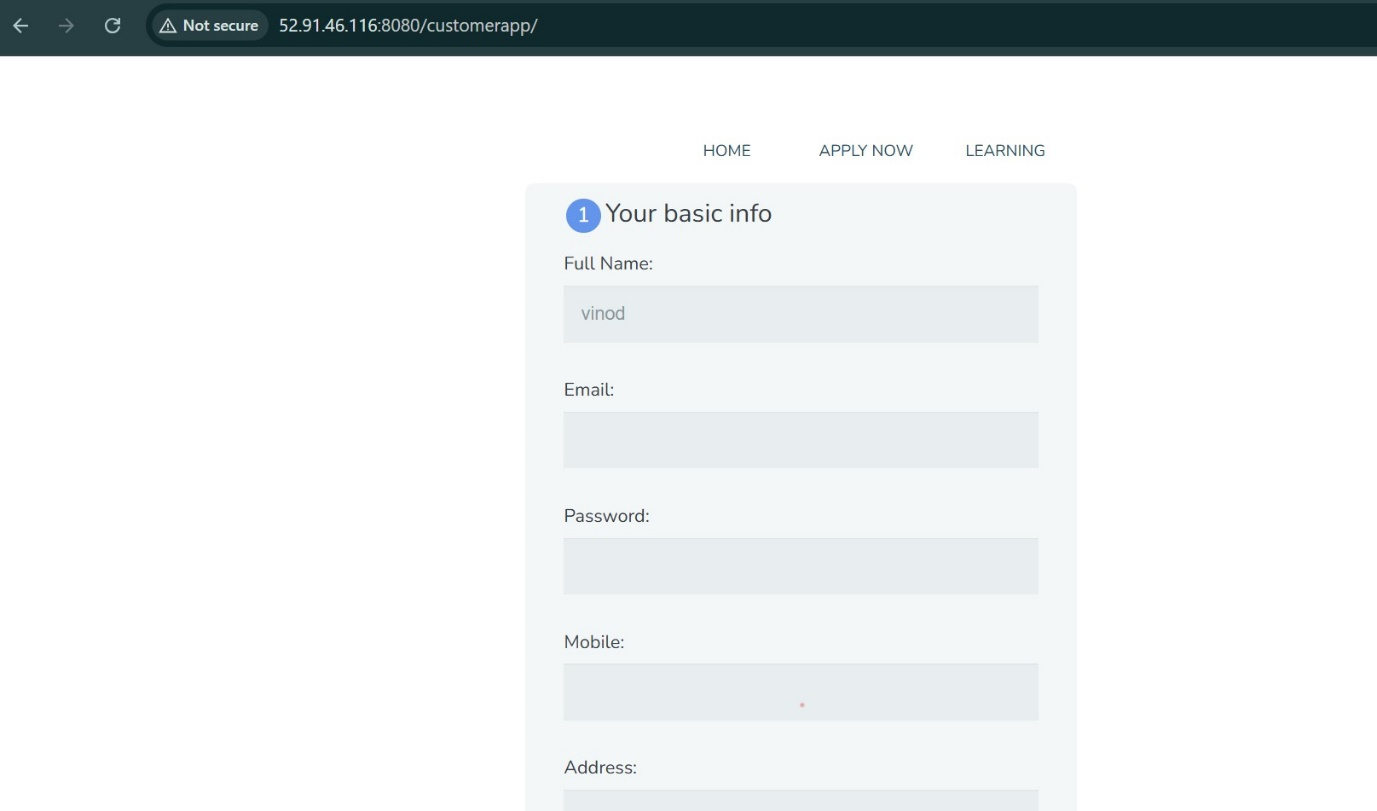 Not secure 52.91.46.116:8080/customerapp/
HOME APPLY NOW LEARNING
1 Your basic info
Full Name:
vinod
Email:
Password:
Mobile:
Address: